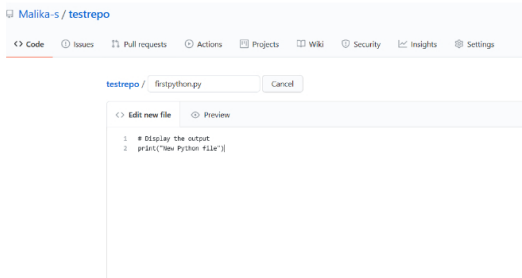 Malika-s / testrepo
<> Code Issues Pull requests Actions Projects Wiki Security Insights Settings
testrepo / firstpython.py Cancel
<> Edit new file Preview
1 # Display the output
2 print("New Python file")